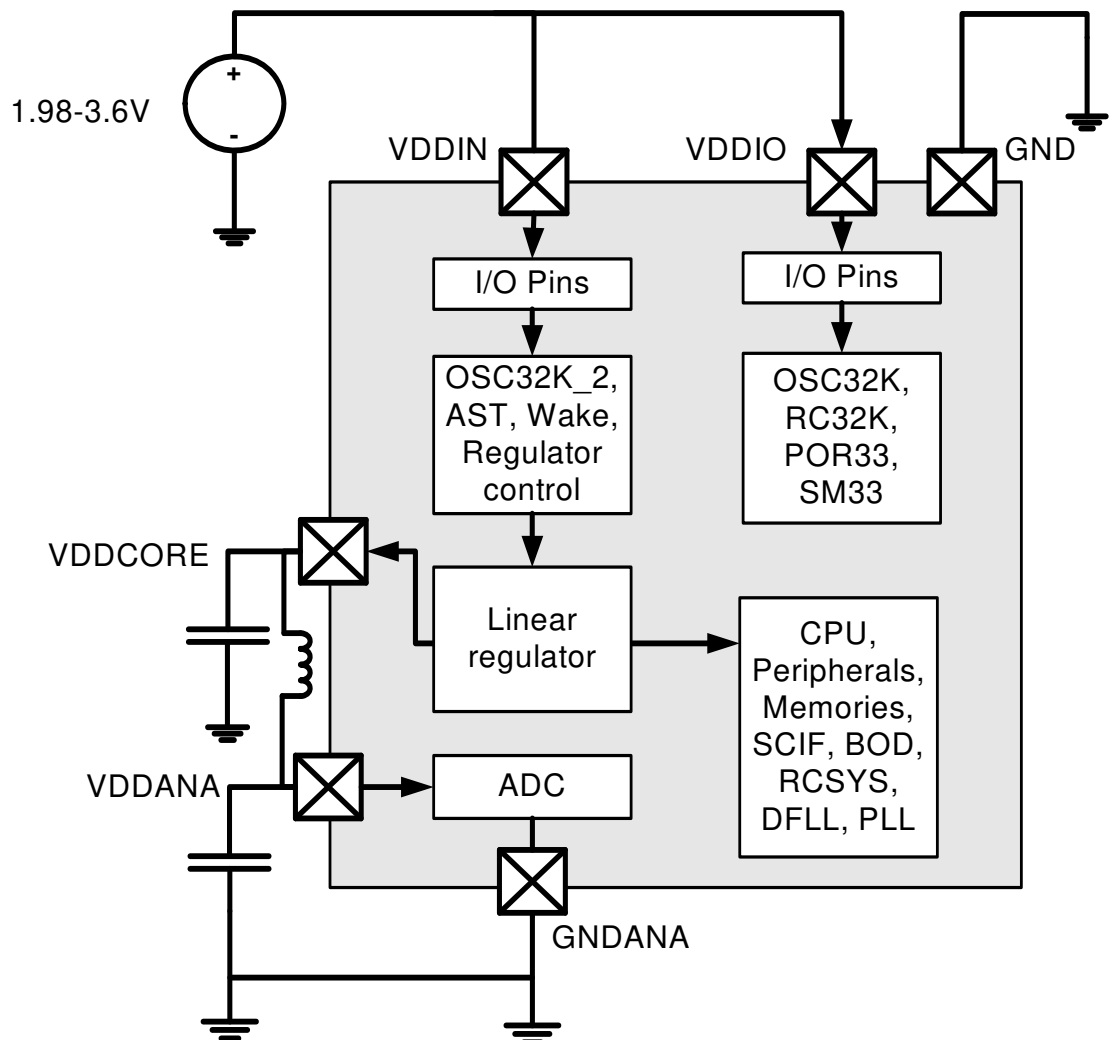 +
1.98-3.6V
-
VDDIN
VDDIO
GND
I/O Pins
I/O Pins
OSC32K_2,
AST, Wake,
Regulator
control
OSC32K,
RC32K,
POR33,
SM33
VDDCORE
Linear
regulator
CPU,
Peripherals,
Memories,
SCIF, BOD,
RCSYS,
DFLL, PLL
VDDANA
ADC
GNDANA